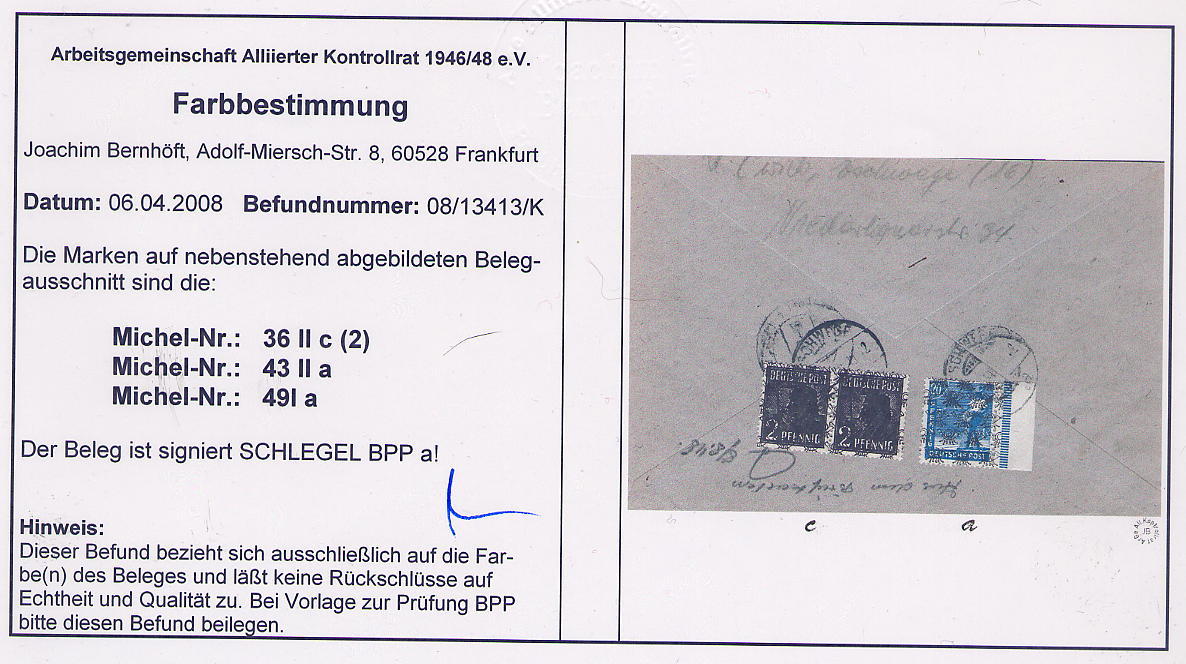 Arbeitsgemeinschaft Alliierter Kontrollrat 1946/48 e.V.
Farbbestimmung
Joachim Bernhöft, Adolf-Miersch-Str. 8, 60528 Frankfurt
Datum: 06.04.2008 Befundnummer: 08/13413/K
Die Marken auf nebenstehend abgebildeten Beleg-
ausschnitt sind die:
Michel-Nr.: 36 II c (2)
Michel-Nr.: 43 II a
Michel-Nr.: 49I a
Der Beleg ist signiert SCHLEGEL BPP a!
Hinweis:
Dieser Befund bezieht sich ausschließlich auf die Far-
be(n) des Beleges und läßt keine Rückschlüsse auf
Echtheit und Qualität zu. Bei Vorlage zur Prüfung BPP
bitte diesen Befund beilegen.
(16)
34
DEUTSCHE POST DEUTSCHE POST
2 PFENNIG 2 PFENNIG
20
DEUTSCHE POST
c a
JB